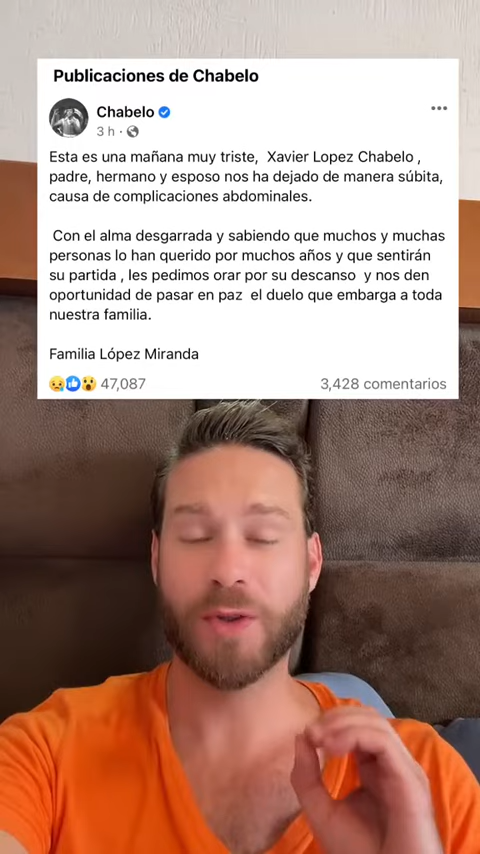 Publicaciones de Chabelo
Chabelo
3 h ·
Esta es una mañana muy triste,  Xavier Lopez Chabelo ,
padre, hermano y esposo nos ha dejado de manera súbita,
causa de complicaciones abdominales.
Con el alma desgarrada y sabiendo que muchos y muchas
personas lo han querido por muchos años y que sentirán
su partida , les pedimos orar por su descanso  y nos den
oportunidad de pasar en paz  el duelo que embarga a toda
nuestra familia.
Familia López Miranda
47,087 3,428 comentarios